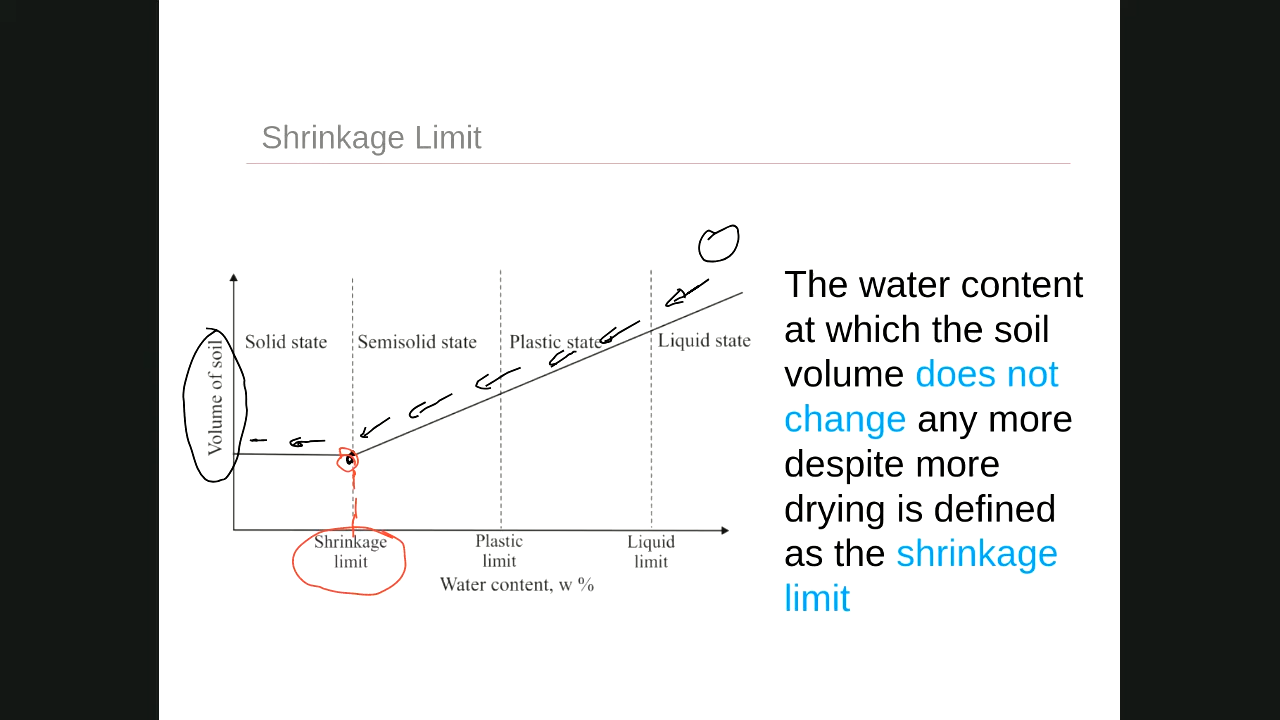 Shrinkage Limit
Volume of soil
Solid state
Semisolid state
Plastic state
Liquid state
Shrinkage
limit
Plastic
limit
Liquid
limit
Water content, w %
The water content
at which the soil
volume does not
change any more
despite more
drying is defined
as the shrinkage
limit